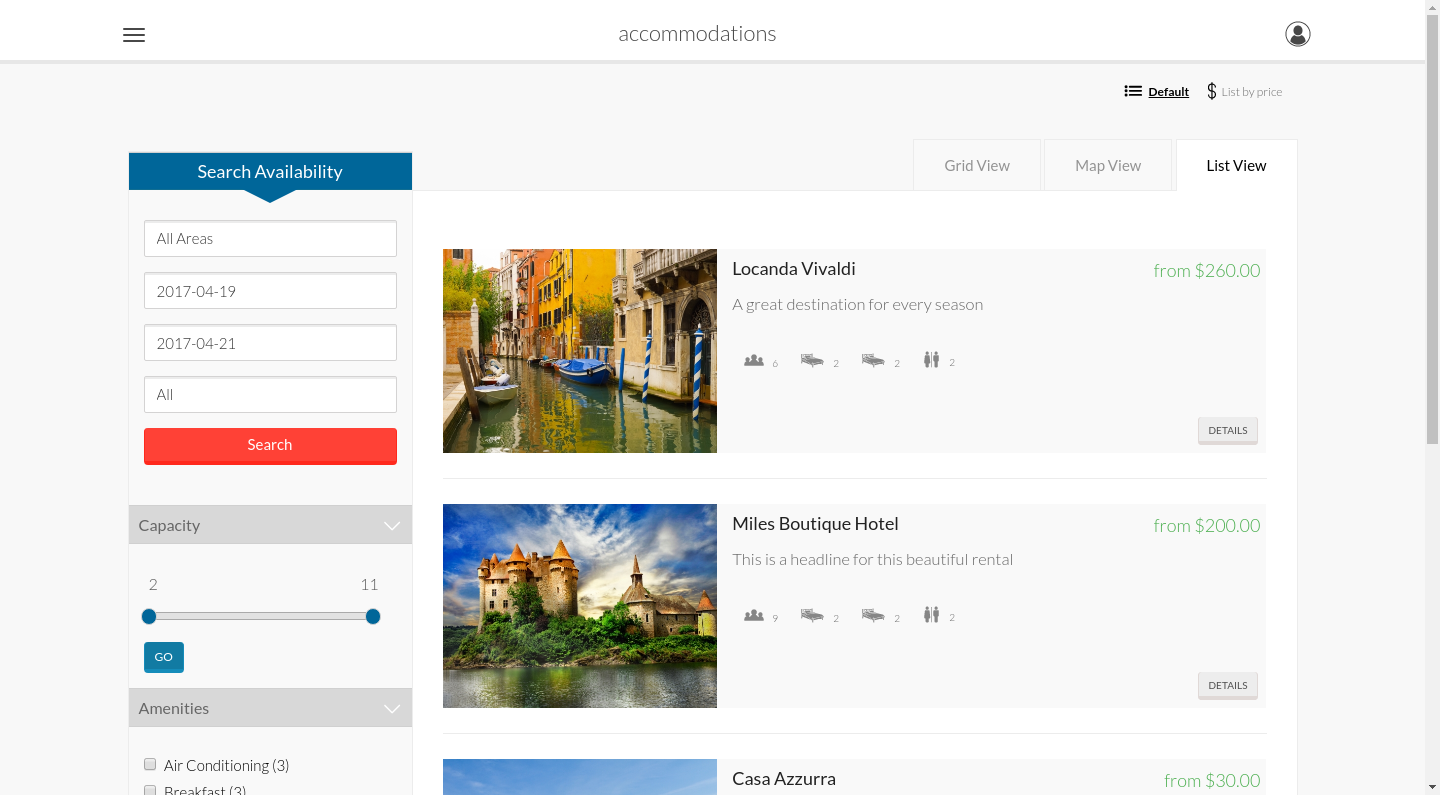 accommodations
Default
List by price
Search Availability
Grid View
Map View
List View
All Areas
2017-04-19
2017-04-21
All
Search
Capacity
2
11
GO
Amenities
Air Conditioning (3)
Breakfast (3)
Locanda Vivaldi
from $260.00
A great destination for every season
6
2
2
2
DETAILS
Miles Boutique Hotel
from $200.00
This is a headline for this beautiful rental
9
2
2
2
DETAILS
Casa Azzurra
from $30.00